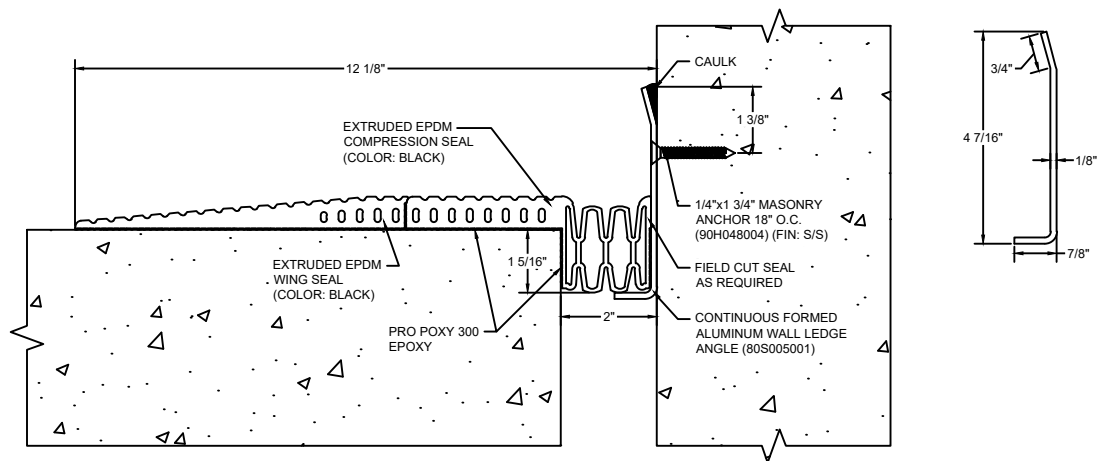 12 1/8"
CAULK
1 3/8"
EXTRUDED EPDM
COMPRESSION SEAL
(COLOR: BLACK)
1/4"x1 3/4" MASONRY
ANCHOR 18" O.C.
(90H048004) (FIN: S/S)
EXTRUDED EPDM
WING SEAL
(COLOR: BLACK)
1 5/16"
FIELD CUT SEAL
AS REQUIRED
PRO POXY 300
EPOXY
2"
CONTINUOUS FORMED
ALUMINUM WALL LEDGE
ANGLE (80S005001)
3/4"
4 7/16"
1/8"
7/8"